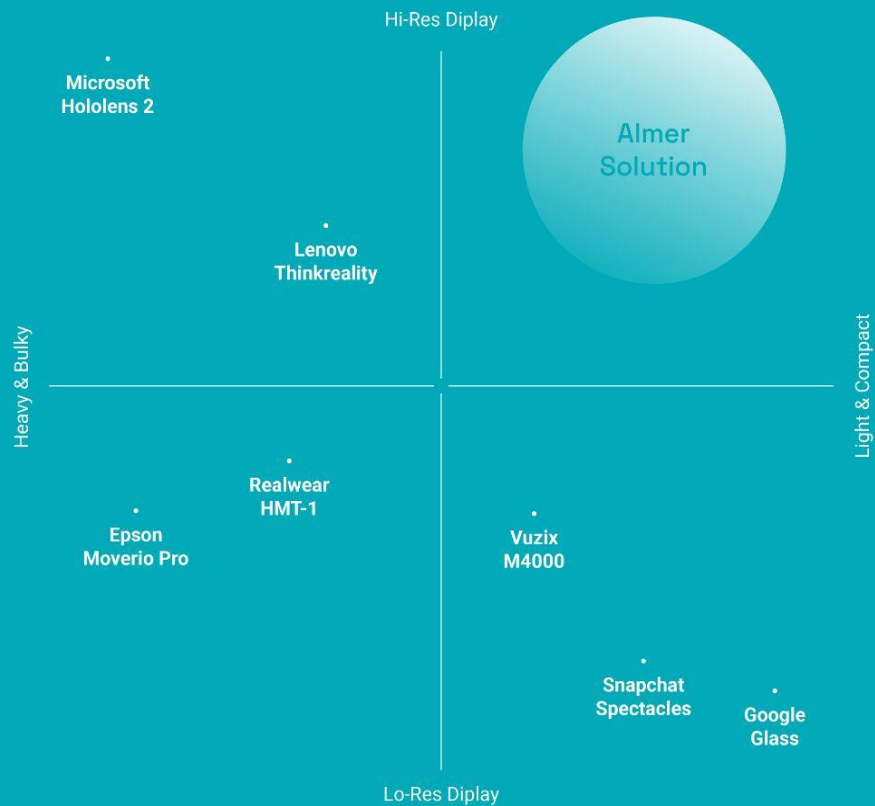 Hi-Res Diplay
Microsoft
Hololens 2
Almer
Solution
Lenovo
Thinkreality
Heavy & Bulky
Light & Compact
Realwear
HMT-1
Epson
Moverio Pro
Vuzix
M4000
Snapchat
Spectacles
Google
Glass
Lo-Res Diplay